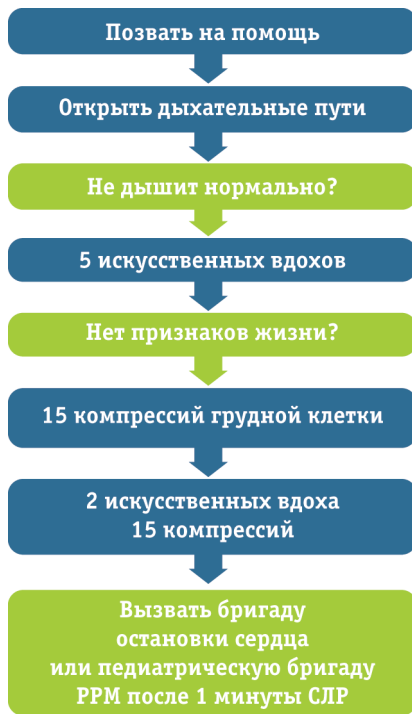 Позвать на помощь
Открыть дыхательные пути
Не дышит нормально?
5 искусственных вдохов
Нет признаков жизни?
15 компрессий грудной клетки
2 искусственных вдоха
15 компрессий
Вызвать бригаду
остановки сердца
или педиатрическую бригаду
РРМ после 1 минуты СЛР